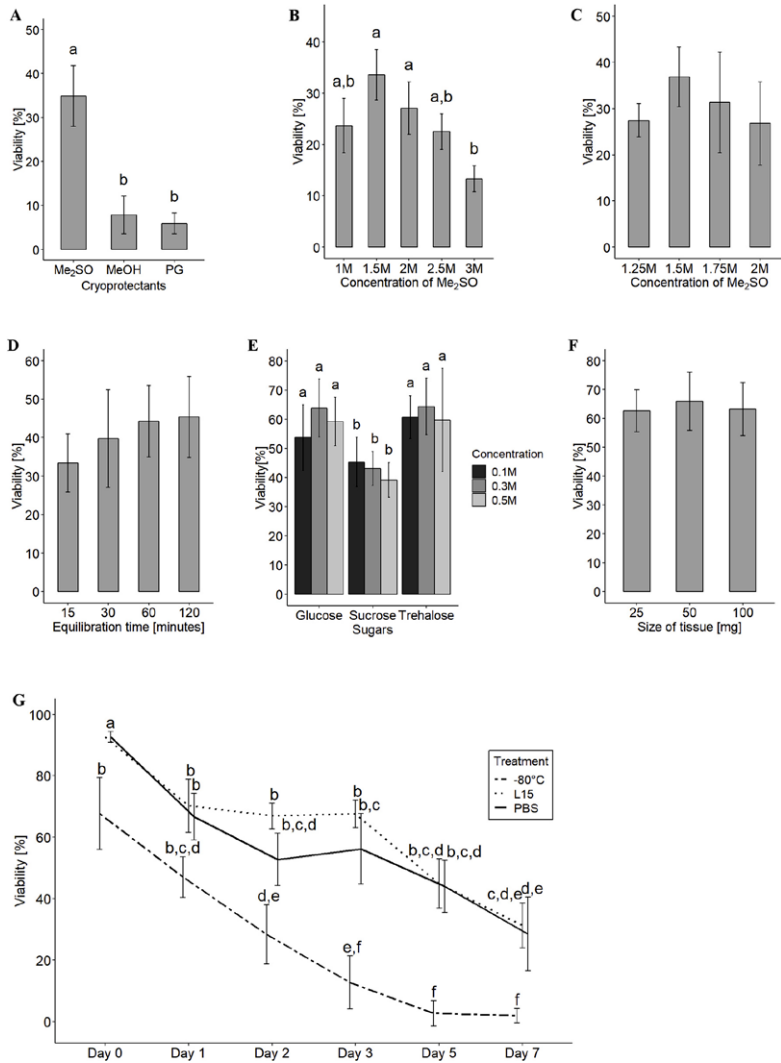 A
50
40
30
20
10
0
Viability [%]
a
b
b
Me₂SO MeOH PG
Cryoprotectants
B
40
30
20
10
0
Viability [%]
a,b
a
a
a,b
b
1M 1.5M 2M 2.5M 3M
Concentration of Me₂SO
C
50
40
30
20
10
0
Viability [%]
1.25M 1.5M 1.75M 2M
Concentration of Me₂SO
D
60
50
40
30
20
10
0
Viability[%]
15 30 60 120
Equilibration time [minutes]
E
80
70
60
50
40
30
20
10
0
Viability[%]
a
a
a
b
b
b
a
a
a
Glucose Sucrose Trehalose
Sugars
Concentration
0.1M
0.3M
0.5M
F
80
70
60
50
40
30
20
10
0
Viability[%]
25 50 100
Size of tissue [mg]
G
100
80
60
40
20
0
Viability [%]
a
b
b
b
b,c,d
b
b,c,d
d,e
b
b,c
e,f
b,c,d
b,c,d
f
c,d,e
d,e
f
Treatment
-80°C
L15
PBS
Day 0 Day 1 Day 2 Day 3 Day 5 Day 7